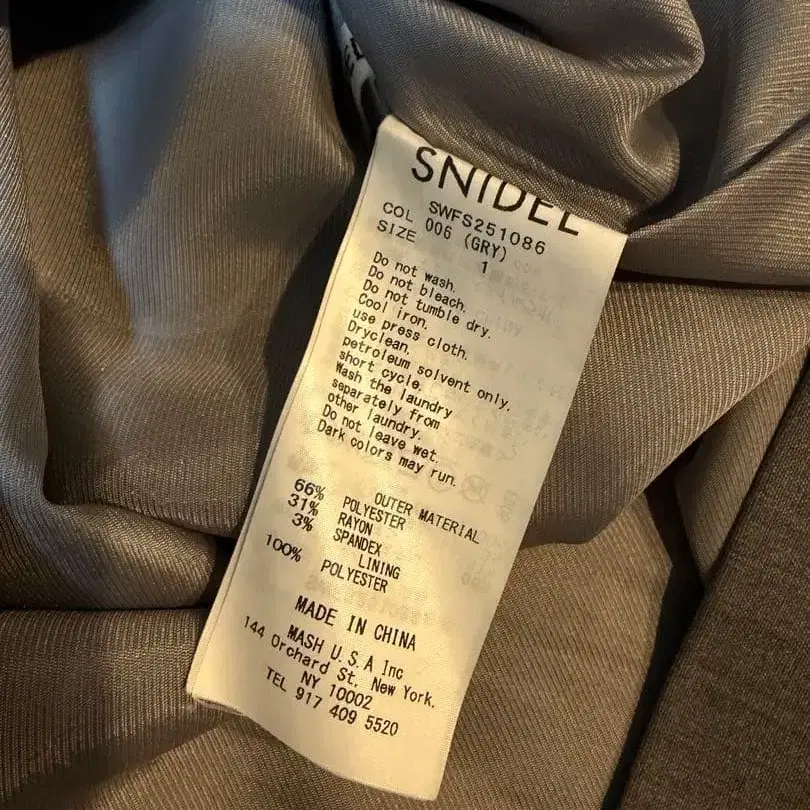 SNIDEL
SWFS251086
COL 006 (GRY)
SIZE 1
Do not wash.
Do not bleach.
Do not tumble dry.
Cool iron.
use press cloth.
Dryclean.
petroleum solvent only.
short cycle.
Wash the laundry
separately from
other laundry.
Do not leave wet.
Dark colors may run.
OUTER MATERIAL
66% POLYESTER
31% RAYON
3% SPANDEX
LINING
100% POLYESTER
MADE IN CHINA
MASH U.S.A Inc
144 Orchard St. New York.
NY 10002
TEL 917 409 5520